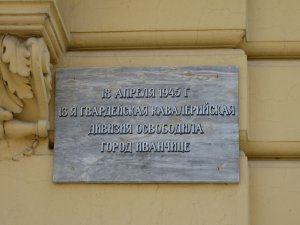 18 АПРЕЛЯ 1945 Г
13 Я ГВАРДЕЙСКАЯ КАВАЛЕРИЙСКАЯ
ДИВИЗИЯ ОСВОБОДИЛА
ГОРОД ИВАНЧИЦЕ